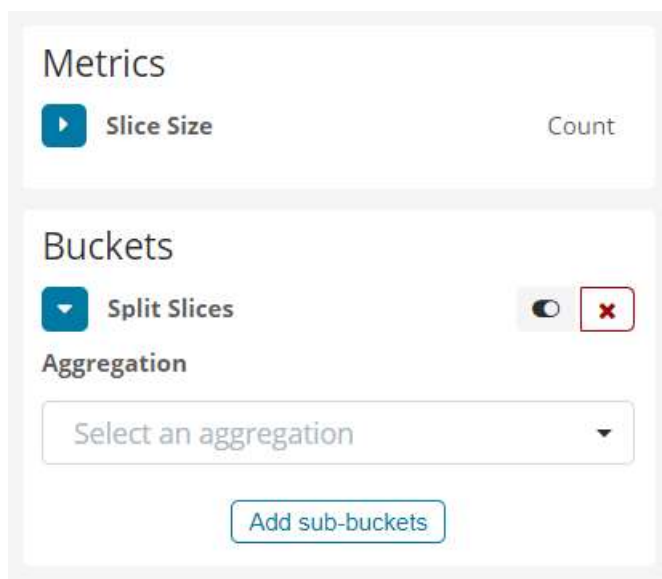 Metrics
Slice Size Count
Buckets
Split Slices
Aggregation
Select an aggregation
Add sub-buckets